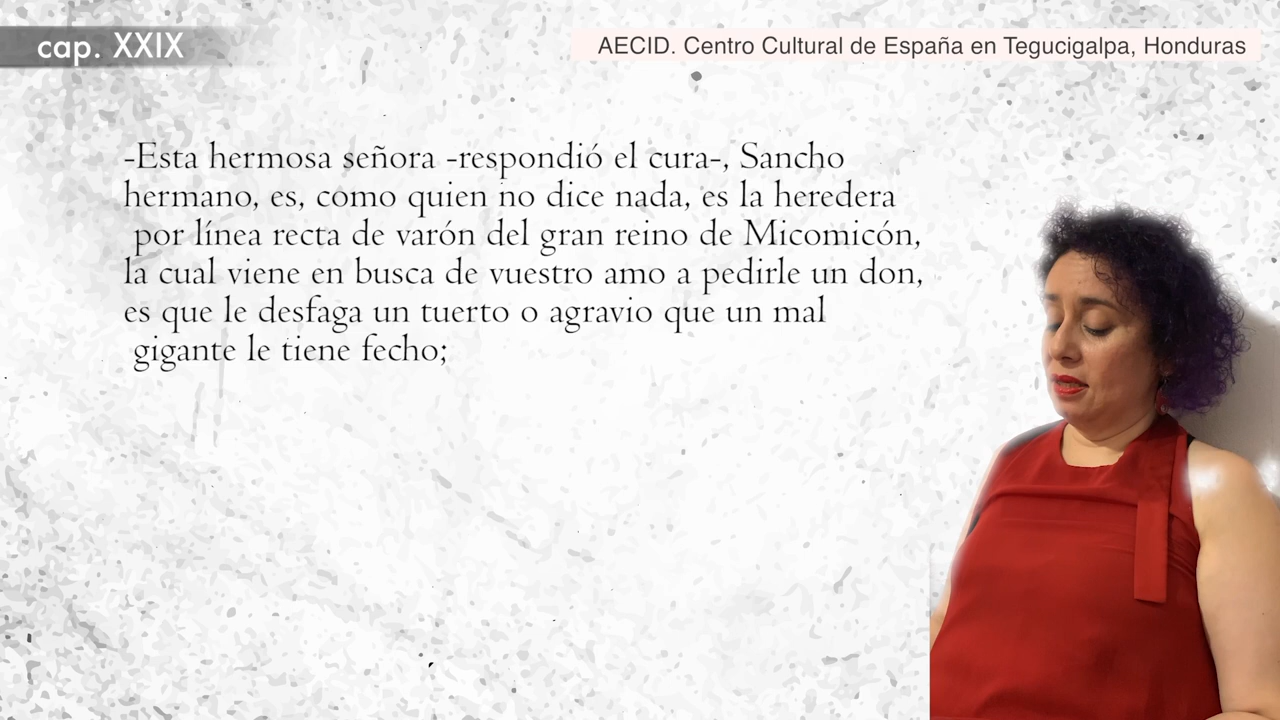 cap. XXIX
AECID. Centro Cultural de España en Tegucigalpa, Honduras
-Esta hermosa señora -respondió el cura-, Sancho
hermano, es, como quien no dice nada, es la heredera
por línea recta de varón del gran reino de Micomicón,
la cual viene en busca de vuestro amo a pedirle un don,
es que le desfaga un tuerto o agravio que un mal
gigante le tiene fecho;